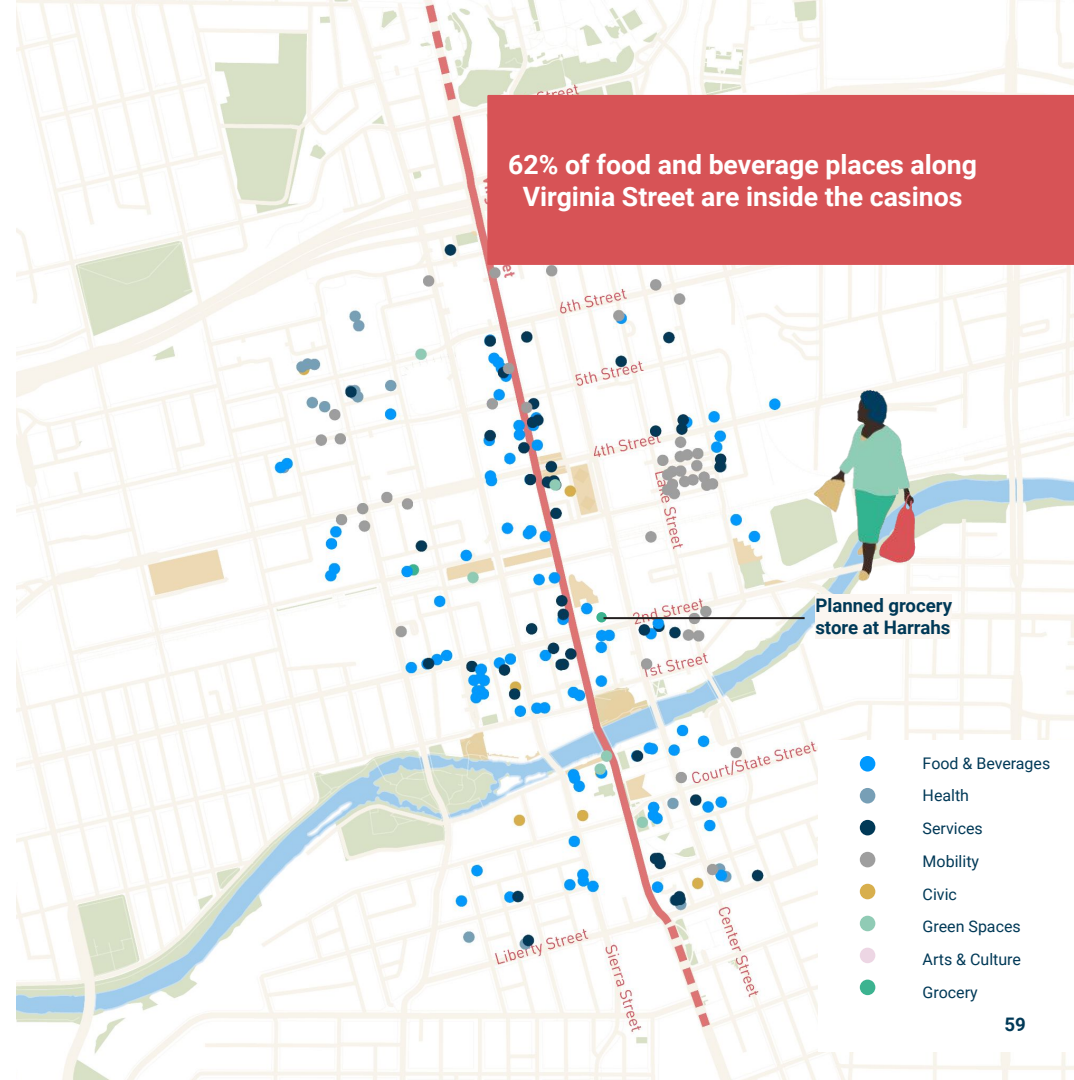 Street
62% of food and beverage places along
Virginia Street are inside the casinos
6th Street
5th Street
4th Street
Lake Street
2nd Street
Planned grocery
store at Harrahs
1st Street
Court/State Street
Food & Beverages
Health
Services
Mobility
Civic
Green Spaces
Arts & Culture
Grocery
Liberty Street
Sierra Street
Center Street
59